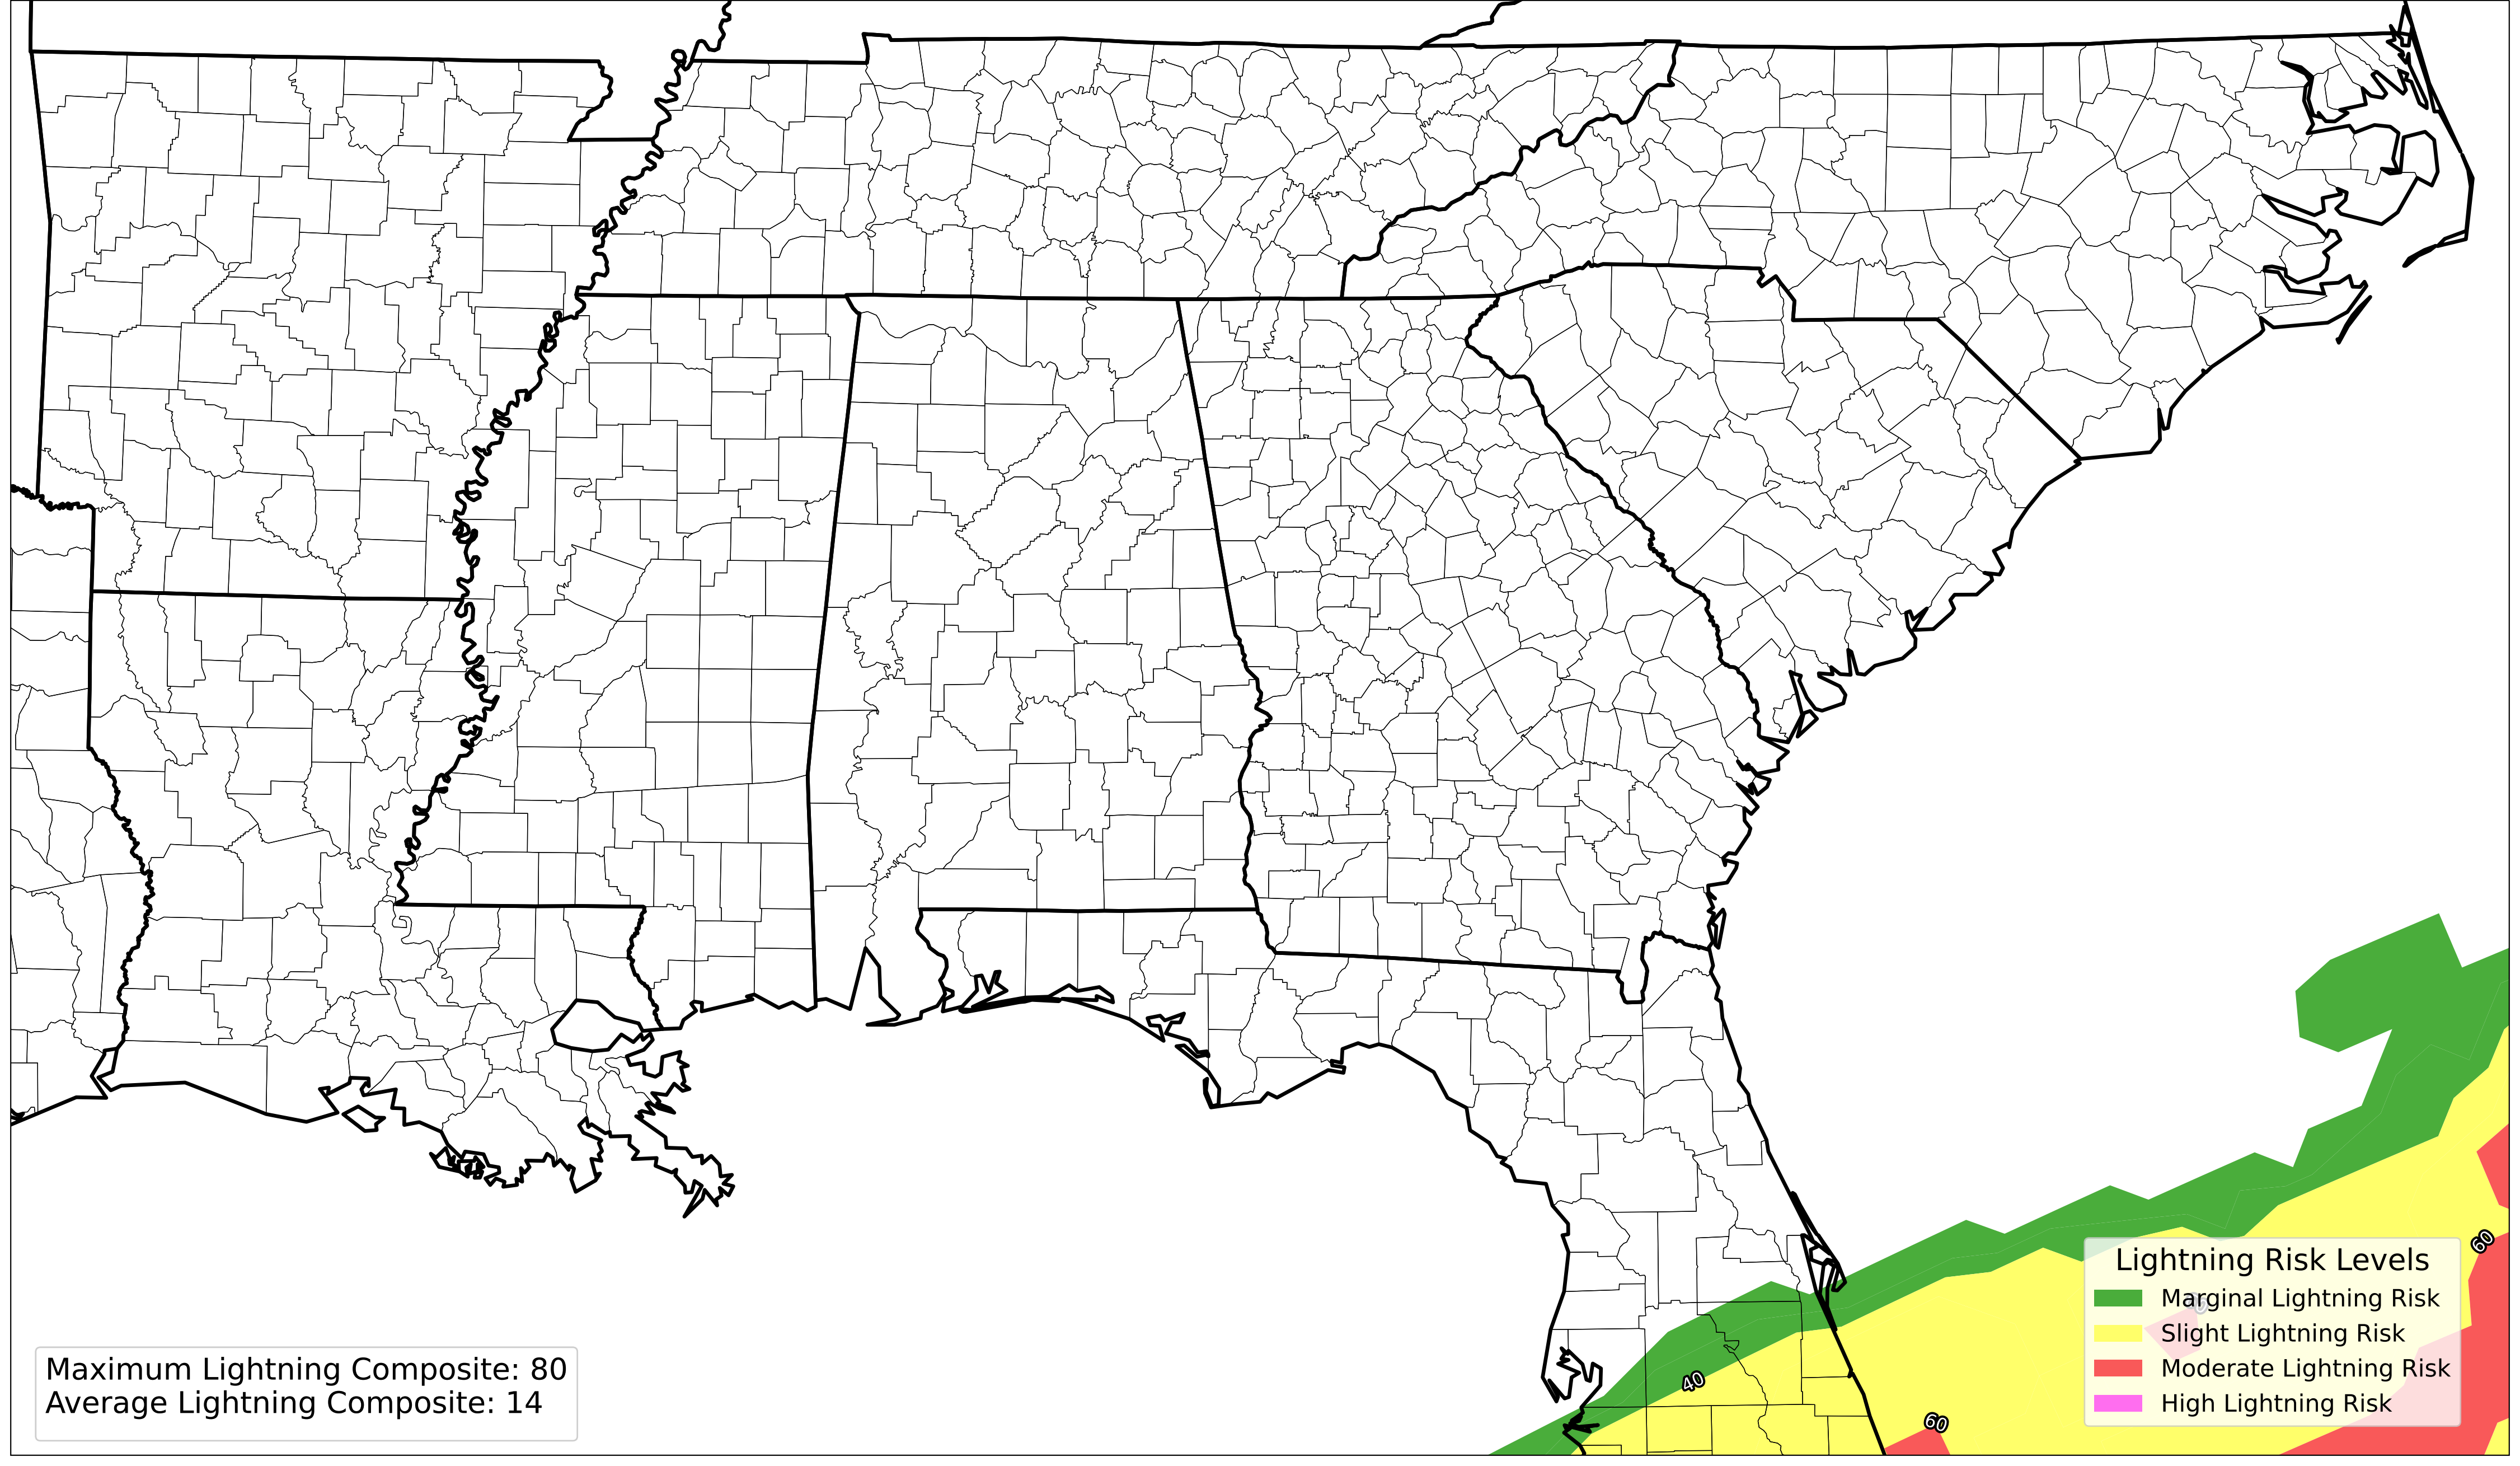 60
Lightning Risk Levels
Marginal Lightning Risk
Slight Lightning Risk
Moderate Lightning Risk
High Lightning Risk
Maximum Lightning Composite: 80
Average Lightning Composite: 14
40
60